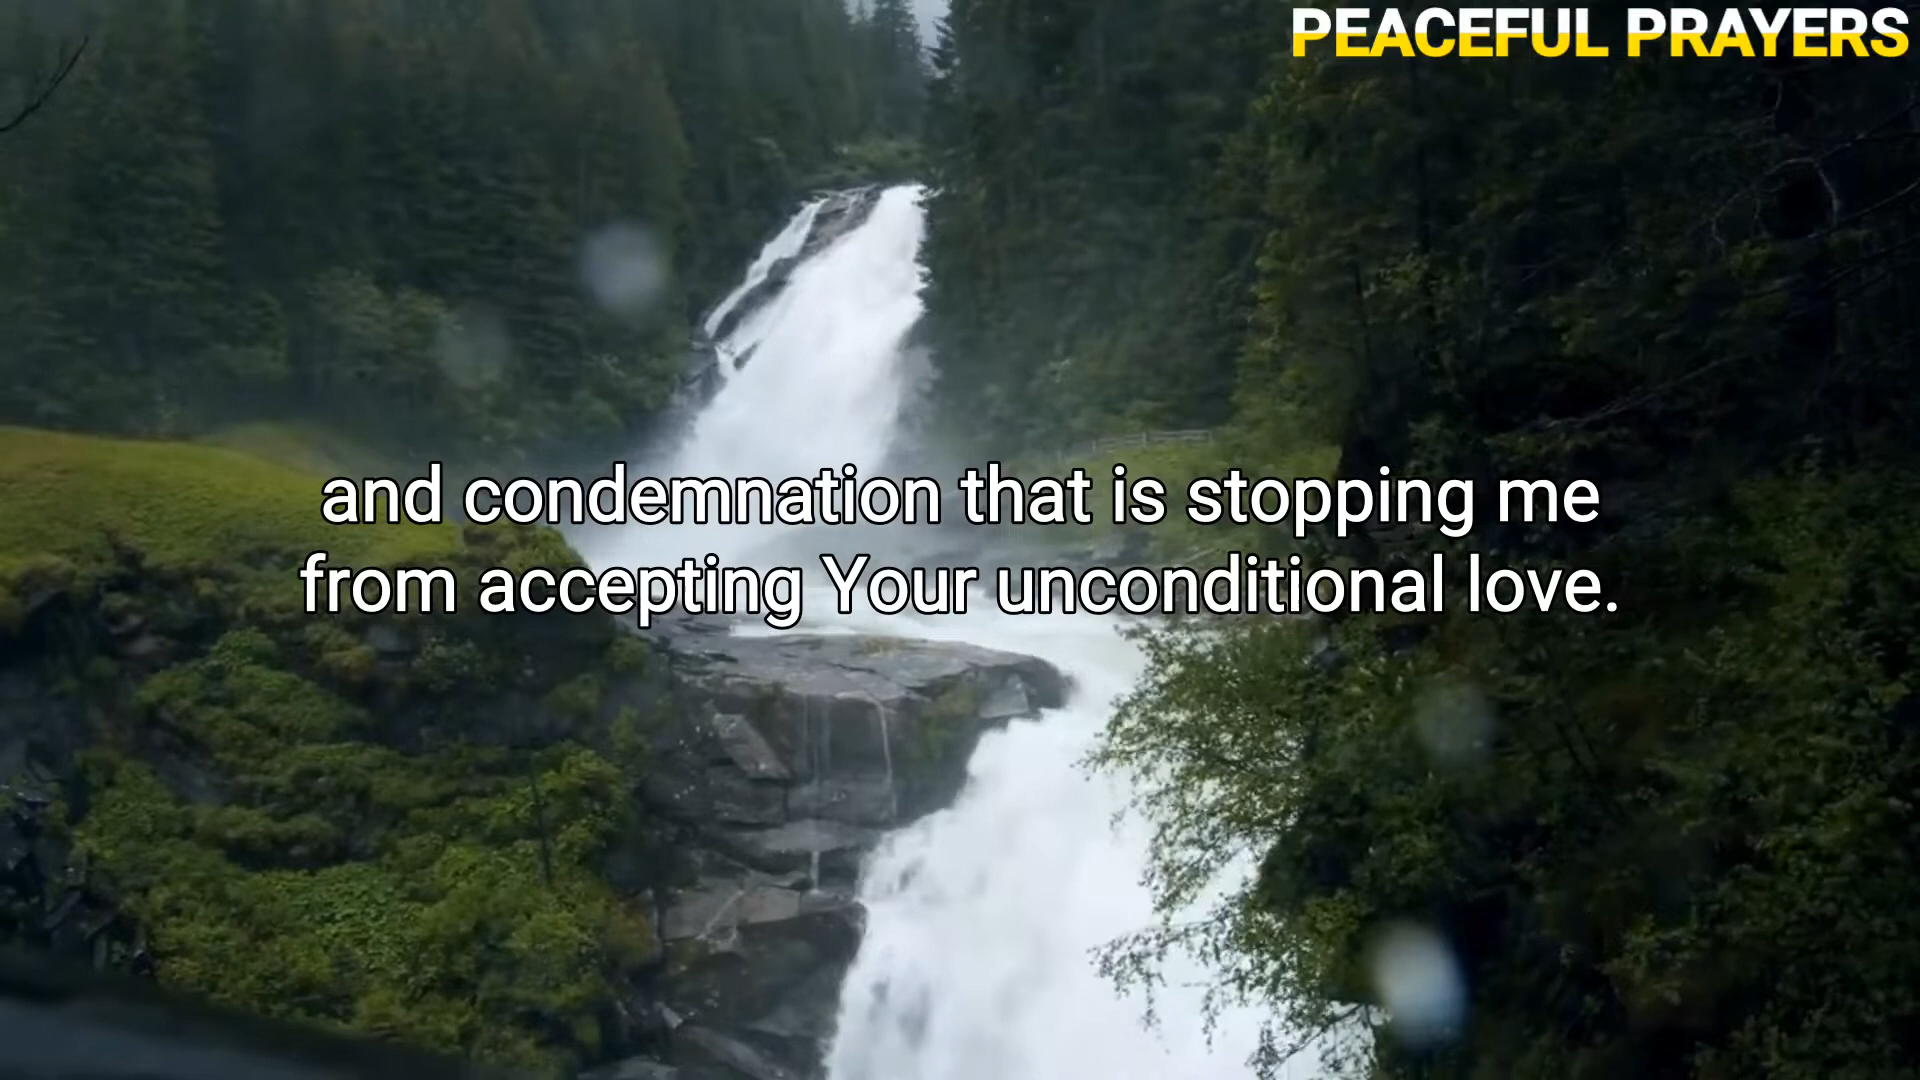 PEACEFUL PRAYERS
and condemnation that is stopping me
from accepting Your unconditional love.